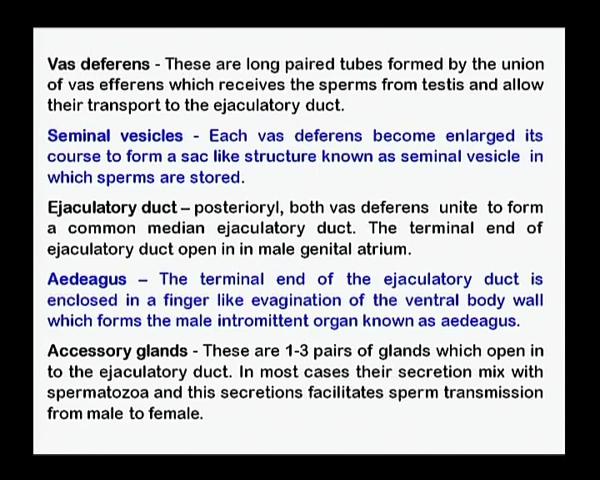 Vas deferens - These are long paired tubes formed by the union
of vas efferens which receives the sperms from testis and allow
their transport to the ejaculatory duct.
Seminal vesicles - Each vas deferens become enlarged its
course to form a sac like structure known as seminal vesicle in
which sperms are stored.
Ejaculatory duct – posterioryl, both vas deferens unite to form
a common median ejaculatory duct. The terminal end of
ejaculatory duct open in in male genital atrium.
Aedeagus – The terminal end of the ejaculatory duct is
enclosed in a finger like evagination of the ventral body wall
which forms the male intromittent organ known as aedeagus.
Accessory glands - These are 1-3 pairs of glands which open in
to the ejaculatory duct. In most cases their secretion mix with
spermatozoa and this secretions facilitates sperm transmission
from male to female.